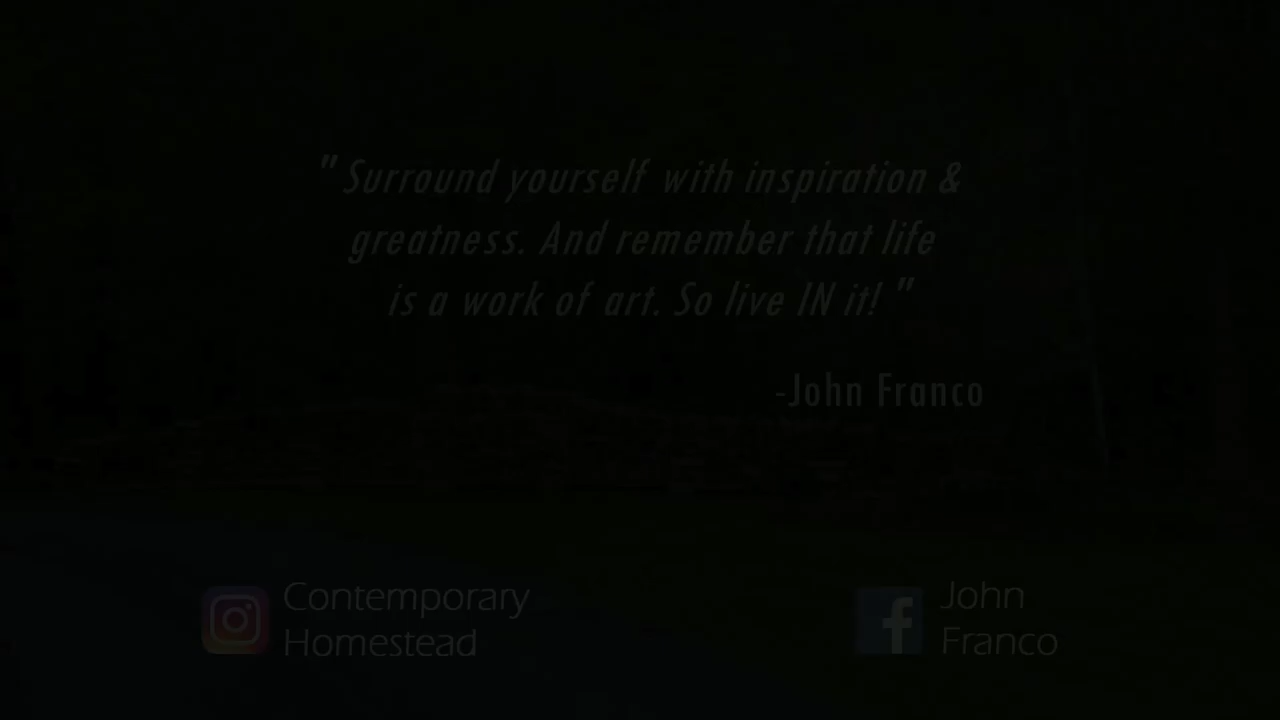 " Surround yourself with inspiration &
greatness. And remember that life
is a work of art. So live IN it! "
-John Franco
Contemporary
Homestead
John
Franco